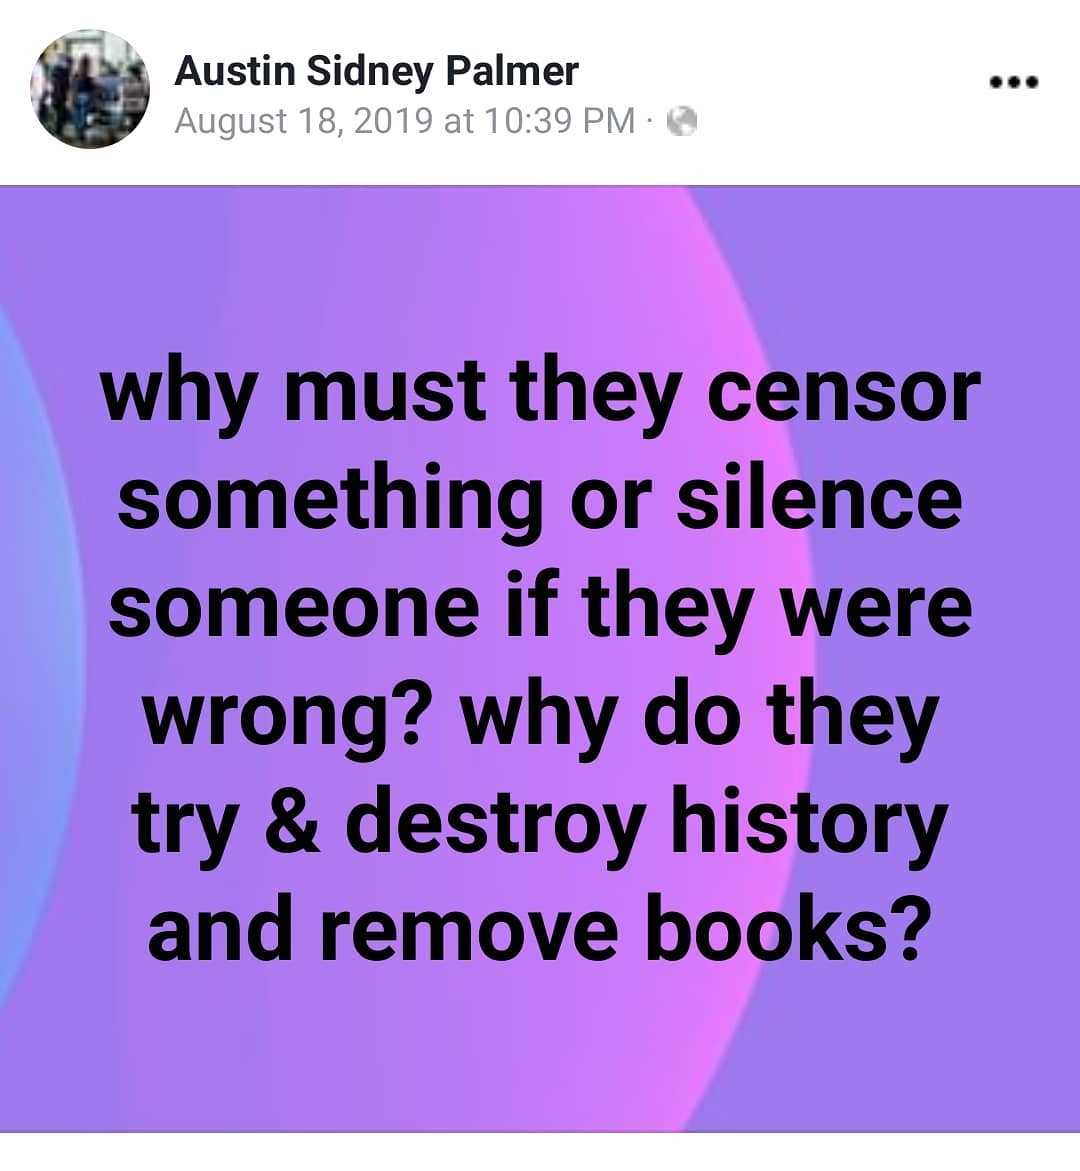 Austin Sidney Palmer
August 18, 2019 at 10:39 PM ·
why must they censor
something or silence
someone if they were
wrong? why do they
try & destroy history
and remove books?